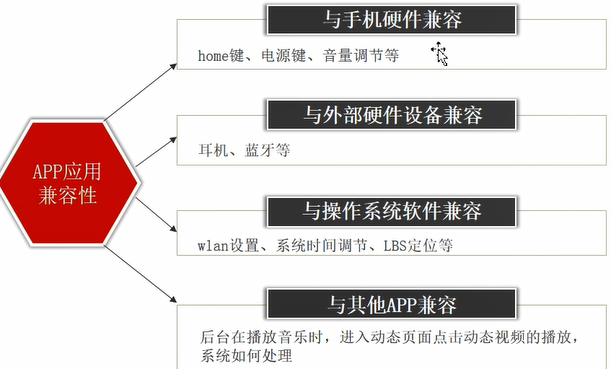 与手机硬件兼容
home键、电源键、音量调节等
与外部硬件设备兼容
耳机、蓝牙等
APP应用
兼容性
与操作系统软件兼容
wlan设置、系统时间调节、LBS定位等
与其他APP兼容
后台在播放音乐时，进入动态页面点击动态视频的播放，
系统如何处理